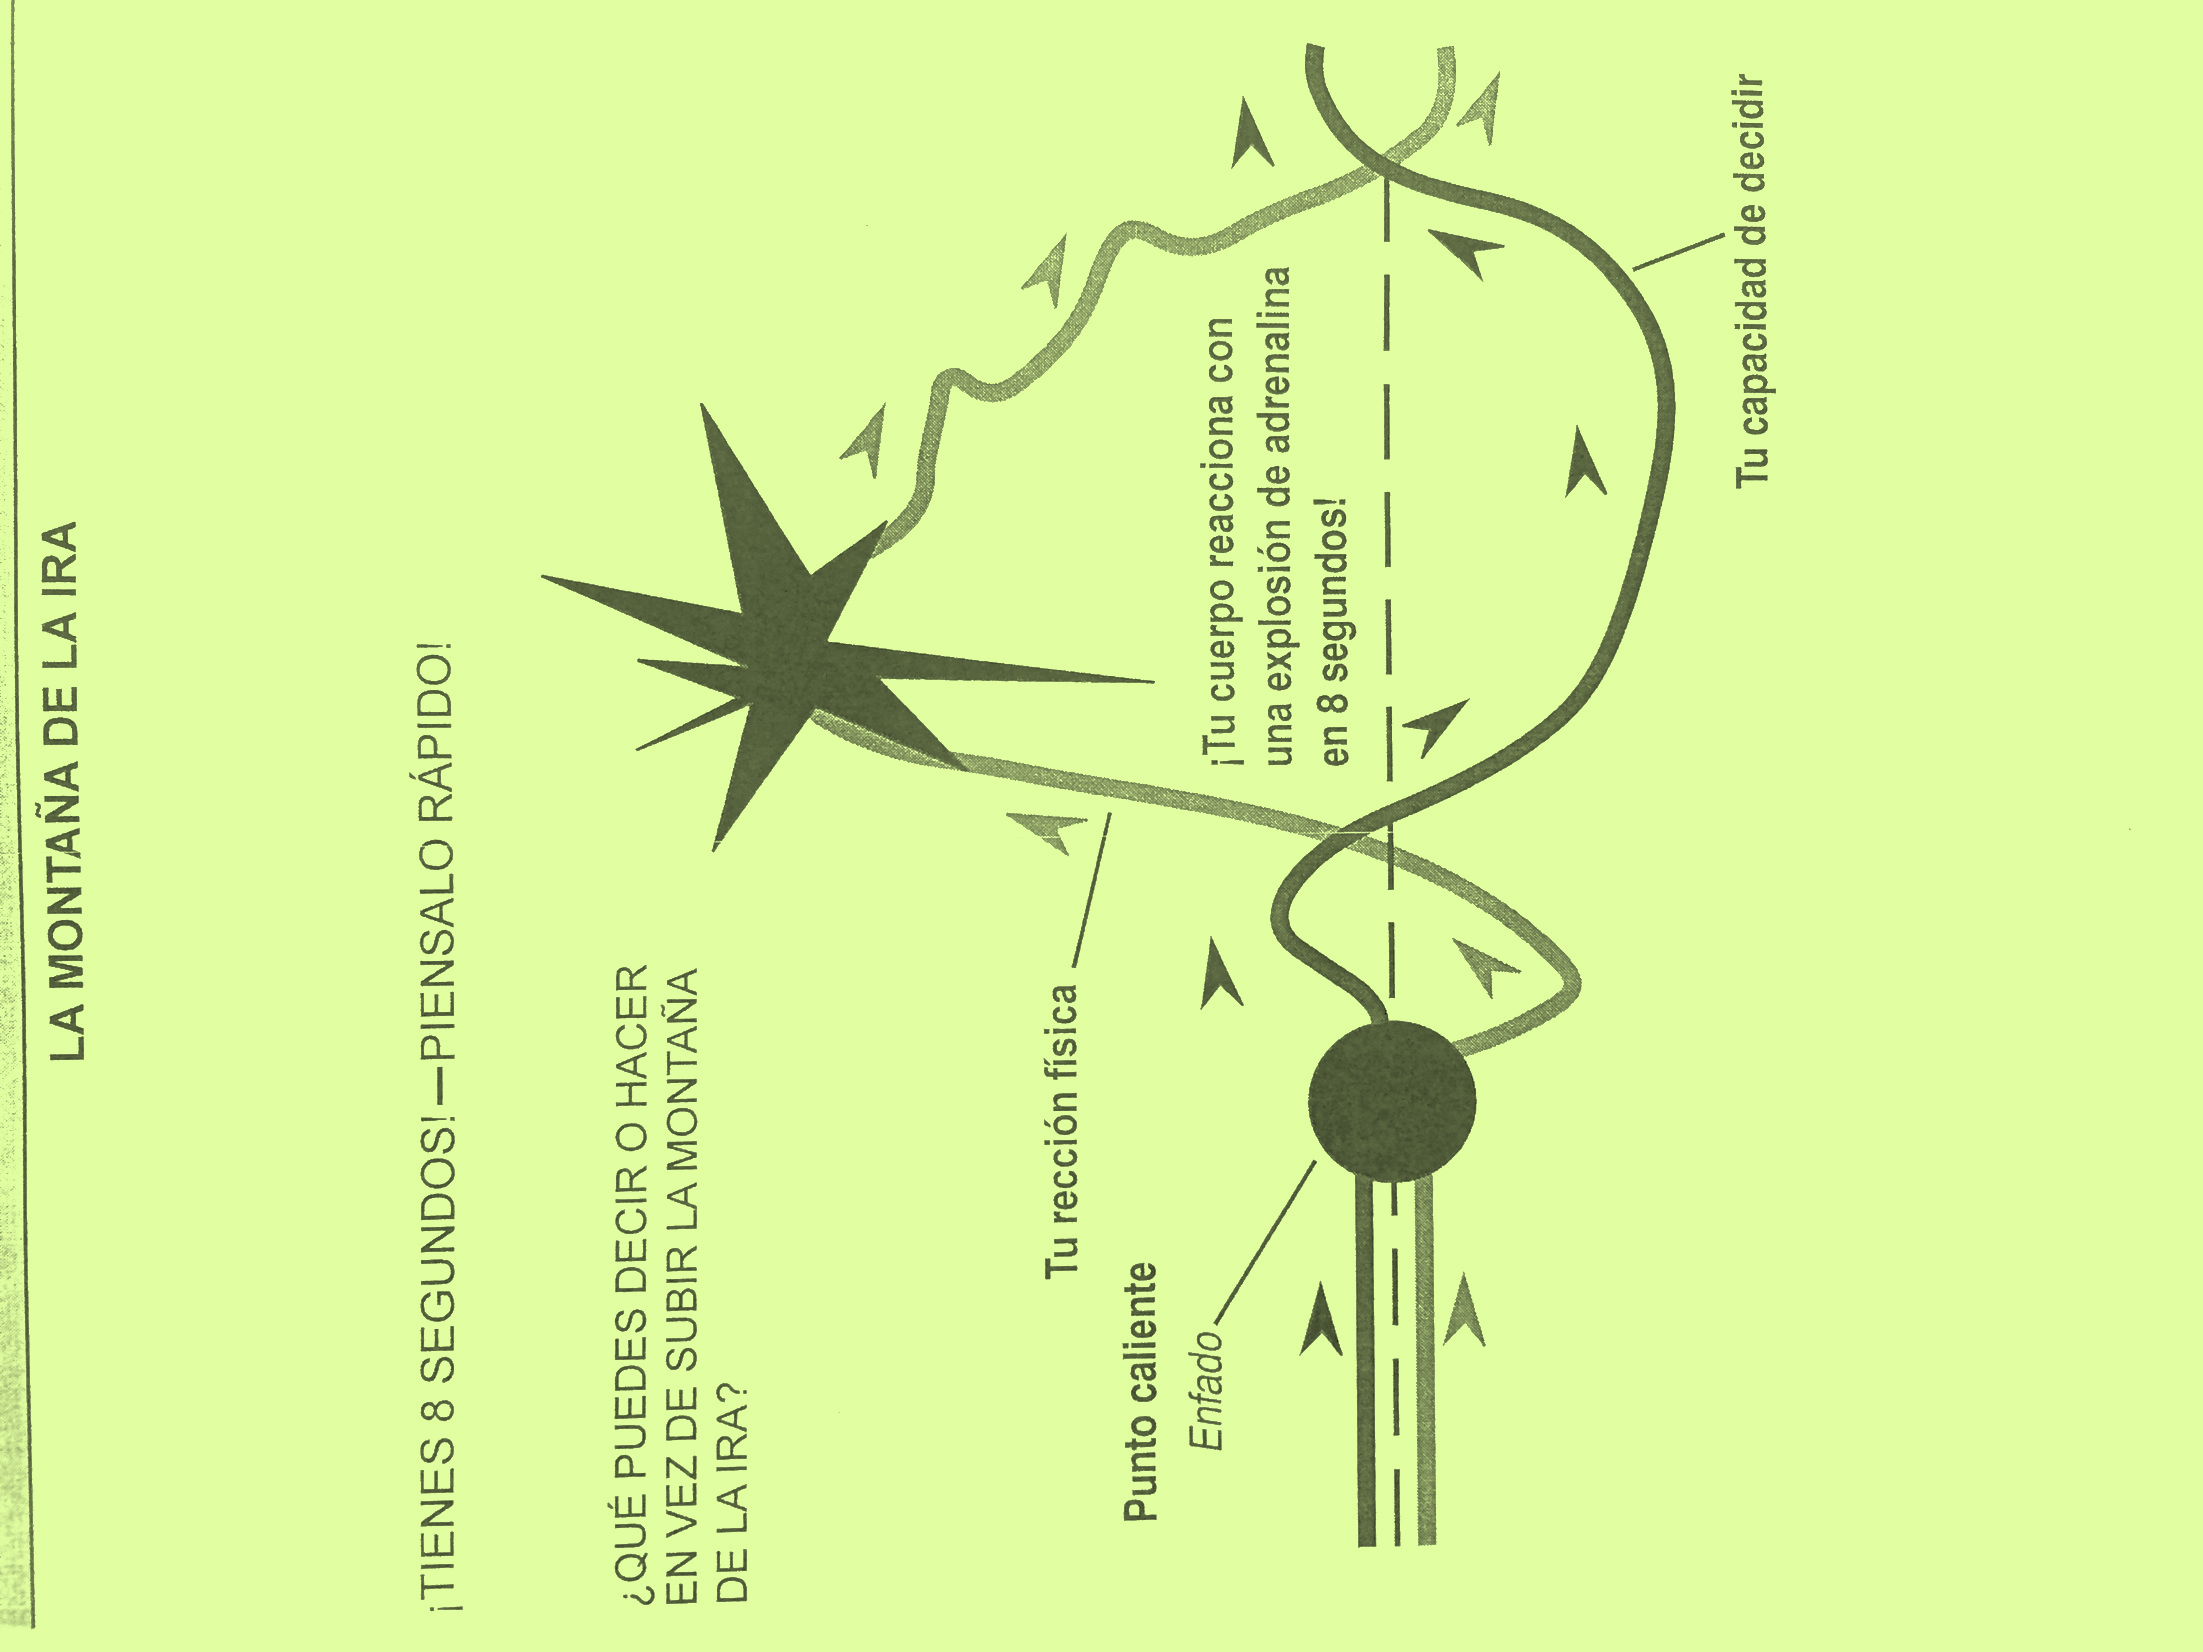 LA MONTAÑA DE LA IRA
¡TIENES 8 SEGUNDOS!—PIENSALO RÁPIDO!
¿QUÉ PUEDES DECIR O HACER
EN VEZ DE SUBIR LA MONTAÑA
DE LA IRA?
Tu rección física
Punto caliente
Enfado
¡Tu cuerpo reacciona con
una explosión de adrenalina
en 8 segundos!
Tu capacidad de decidir